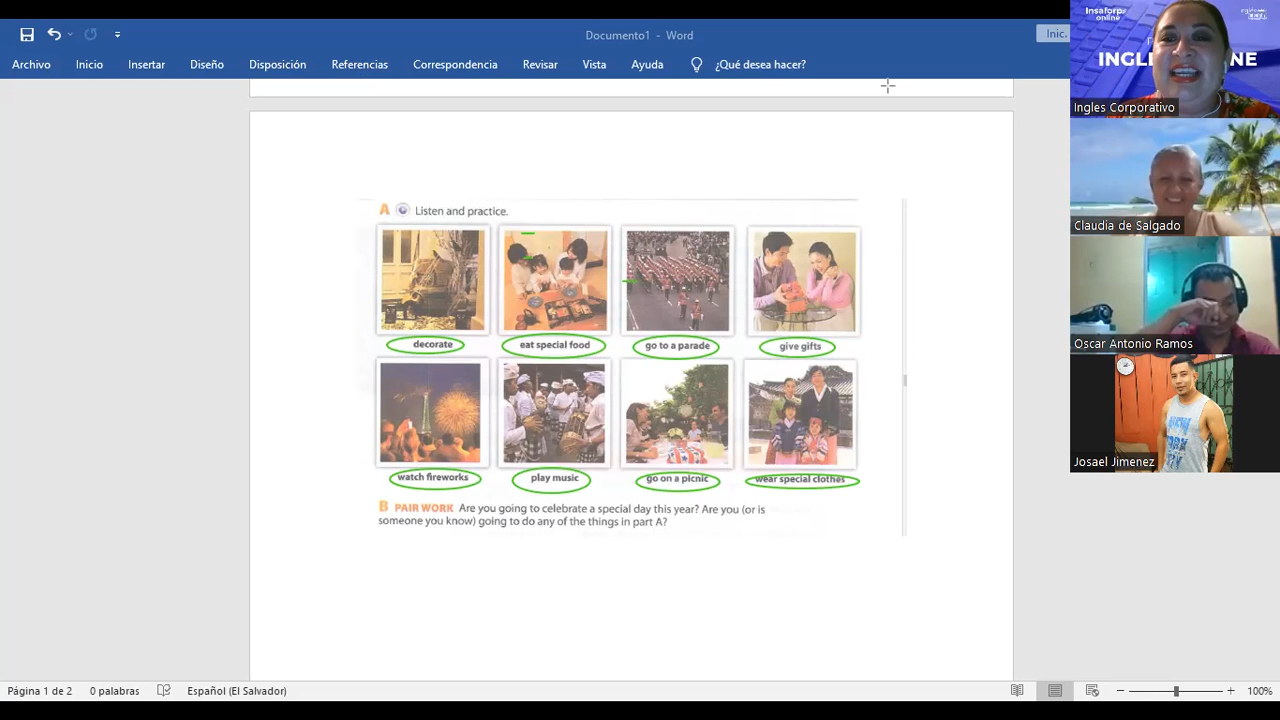 Documento1 - Word
Inic.
Archivo Inicio Insertar Diseño Disposición Referencias Correspondencia Revisar Vista Ayuda ¿Qué desea hacer?
Insaforp
online
INGL NE
Ingles Corporativo
Claudia de Salgado
Oscar Antonio Ramos
Josael Jimenez
A Listen and practice.
decorate eat special food go to a parade give gifts
watch fireworks play music go on a picnic wear special clothes
B PAIR WORK Are you going to celebrate a special day this year? Are you (or is
someone you know) going to do any of the things in part A?
Página 1 de 2 0 palabras Español (El Salvador) 100%